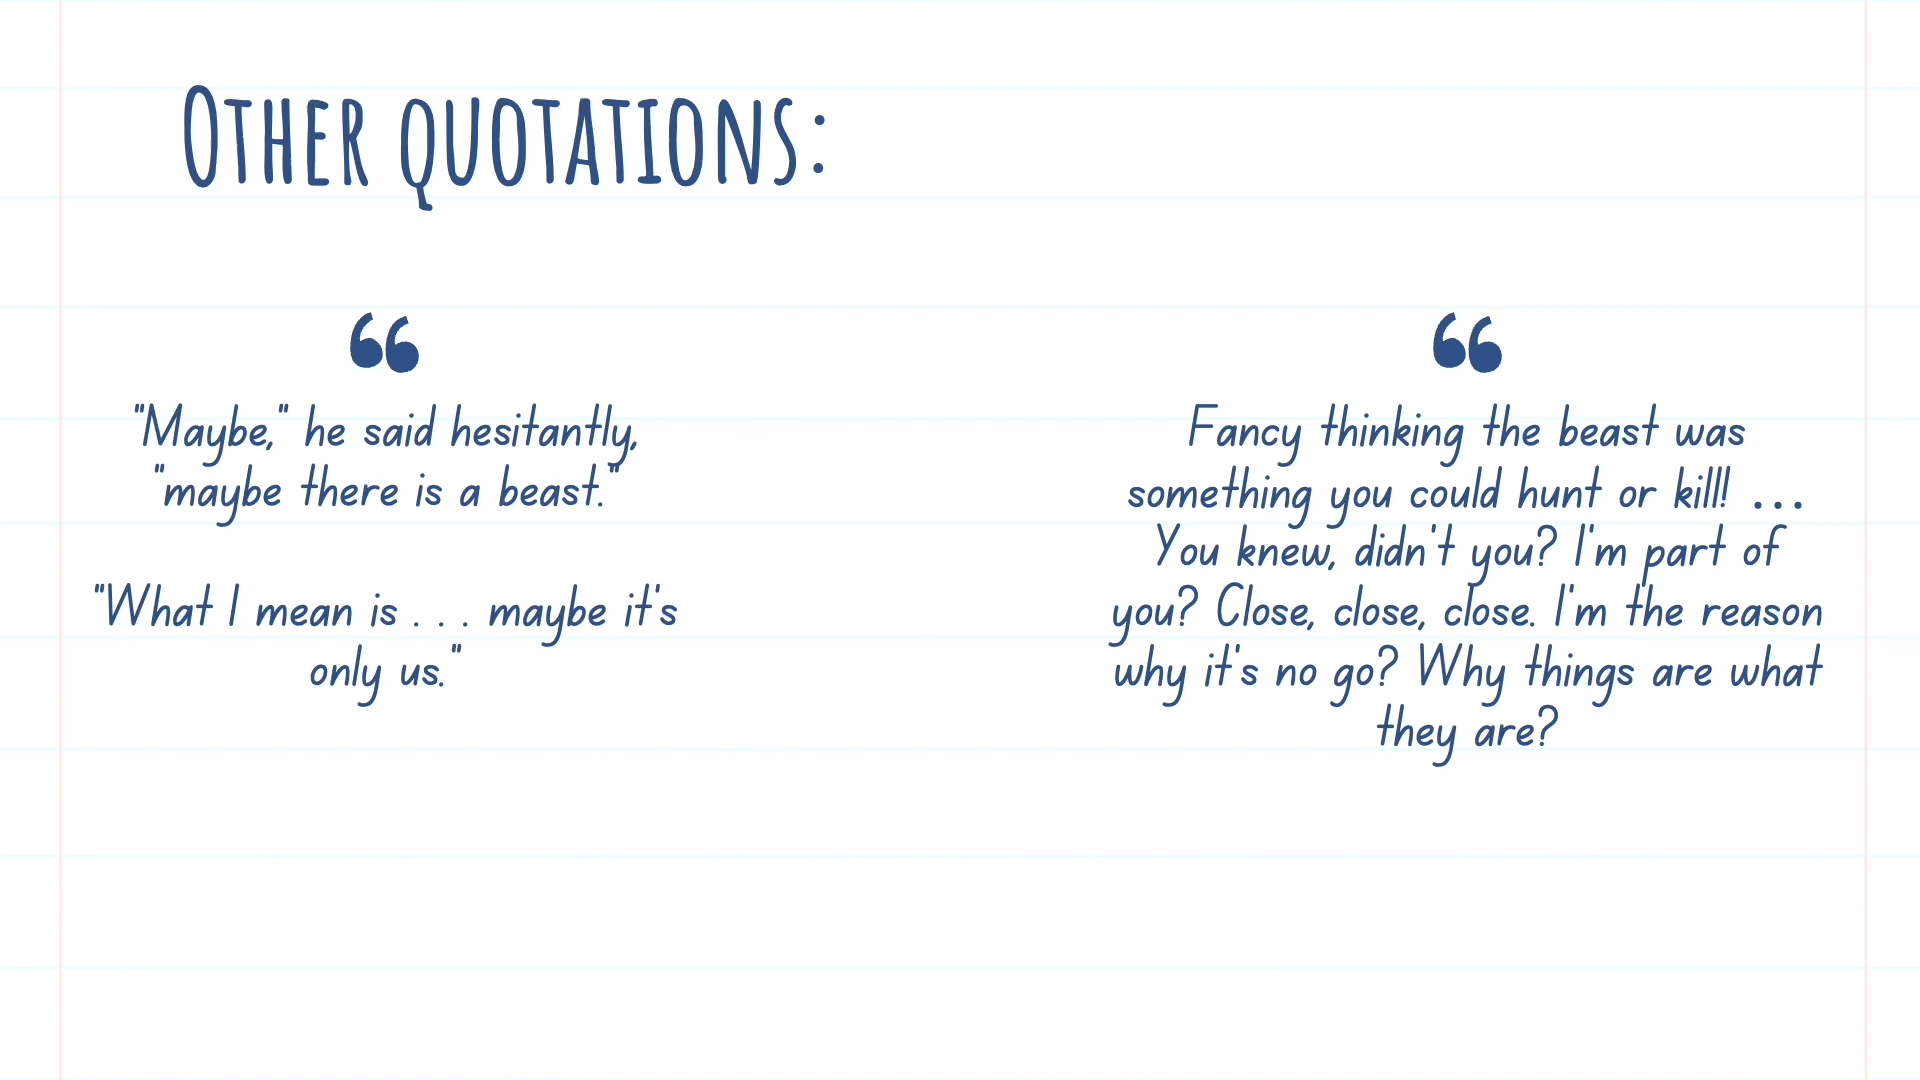 Other quotations:
"Maybe," he said hesitantly,
"maybe there is a beast."
"What I mean is . . . maybe it's
only us."
Fancy thinking the beast was
something you could hunt or kill! ...
You knew, didn't you? I'm part of
you? Close, close, close. I'm the reason
why it's no go? Why things are what
they are?